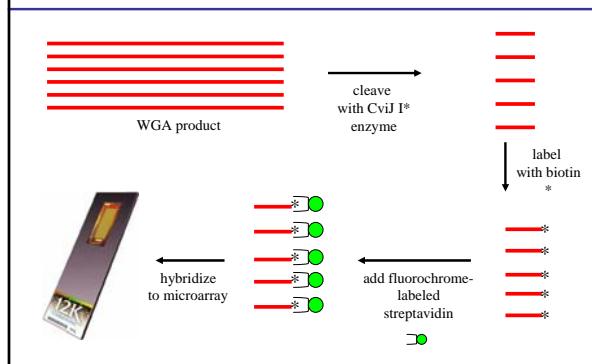 WGA product
cleave
with CviJ I*
enzyme
label
with biotin
*
* * * * *
add fluorochrome-
labeled
streptavidin
* * * * *
hybridize
to microarray
12K